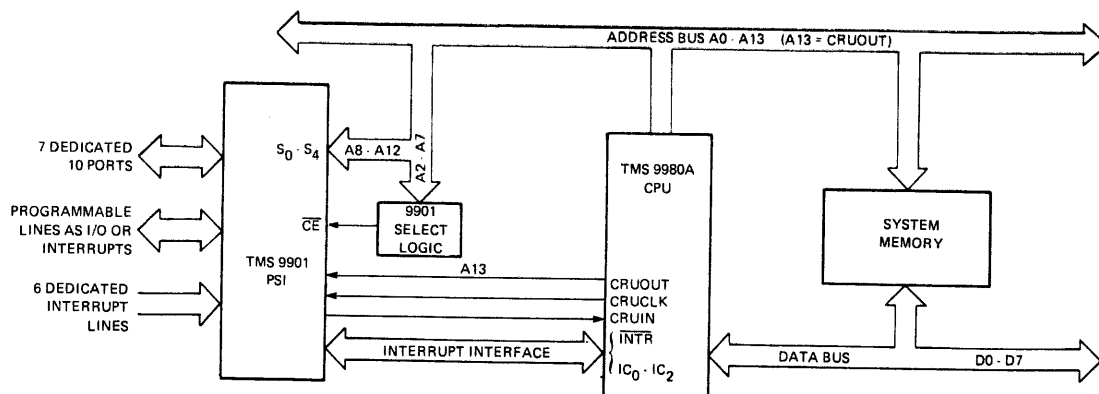 ADDRESS BUS A0 - A13 (A13 = CRUOUT)
7 DEDICATED
10 PORTS
S0 - S4
A8 - A12
A2 - A7
TMS 9980A
CPU
PROGRAMMABLE
LINES AS I/O OR
INTERRUPTS
CE
9901
SELECT
LOGIC
SYSTEM
MEMORY
TMS 9901
PSI
A13
6 DEDICATED
INTERRUPT
LINES
CRUOUT
CRUCLK
CRUIN
INTR
INTERRUPT INTERFACE
IC0 - IC2
DATA BUS
D0 - D7